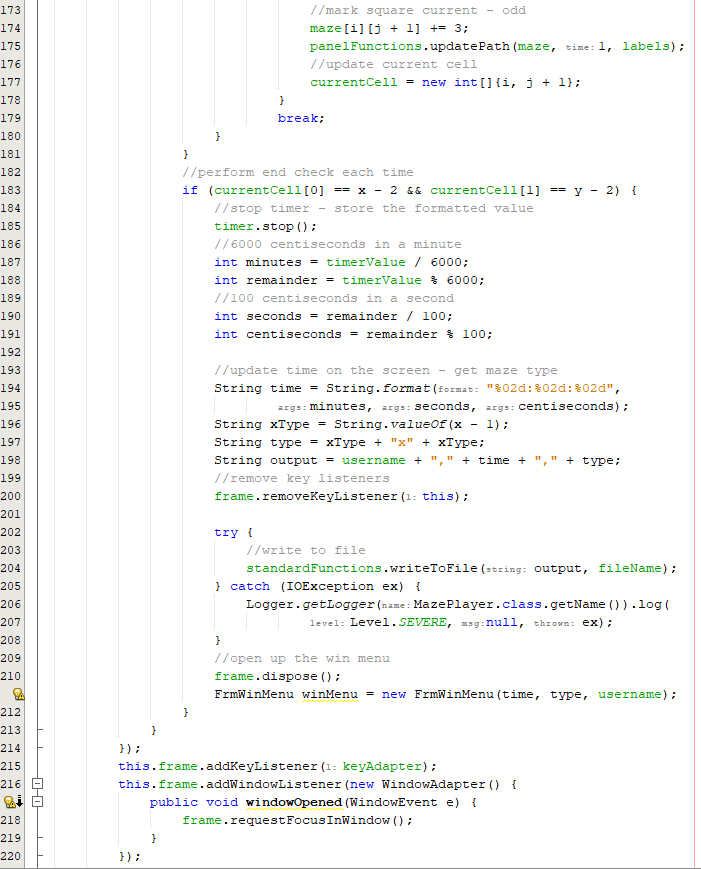 173 //mark square current - odd
174 maze[i][j + 1] += 3;
175 panelFunctions.updatePath(maze, time: 1, labels);
176 //update current cell
177 currentCell = new int[]{i, j + 1};
178 }
179 break;
180 }
181 }
182 //perform end check each time
183 if (currentCell[0] == x - 2 && currentCell[1] == y - 2) {
184 //stop timer - store the formatted value
185 timer.stop();
186 //6000 centiseconds in a minute
187 int minutes = timerValue / 6000;
188 int remainder = timerValue % 6000;
189 //100 centiseconds in a second
190 int seconds = remainder / 100;
191 int centiseconds = remainder % 100;
192
193 //update time on the screen - get maze type
194 String time = String.format(format: "%02d:%02d:%02d",
195 args: minutes, args: seconds, args: centiseconds);
196 String xType = String.valueOf(x - 1);
197 String type = xType + "x" + xType;
198 String output = username + "," + time + "," + type;
199 //remove key listeners
200 frame.removeKeyListener(l: this);
201
202 try {
203 //write to file
204 standardFunctions.writeToFile(string: output, fileName);
205 } catch (IOException ex) {
206 Logger.getLogger(name: MazePlayer.class.getName()).log(
207 level: Level.SEVERE, msg: null, thrown: ex);
208 }
209 //open up the win menu
210 frame.dispose();
FrmWinMenu winMenu = new FrmWinMenu(time, type, username);
212 }
213 }
214 });
215 this.frame.addKeyListener(l: keyAdapter);
216 this.frame.addWindowListener(new WindowAdapter() {
public void windowOpened(WindowEvent e) {
218 frame.requestFocusInWindow();
219 }
220 });